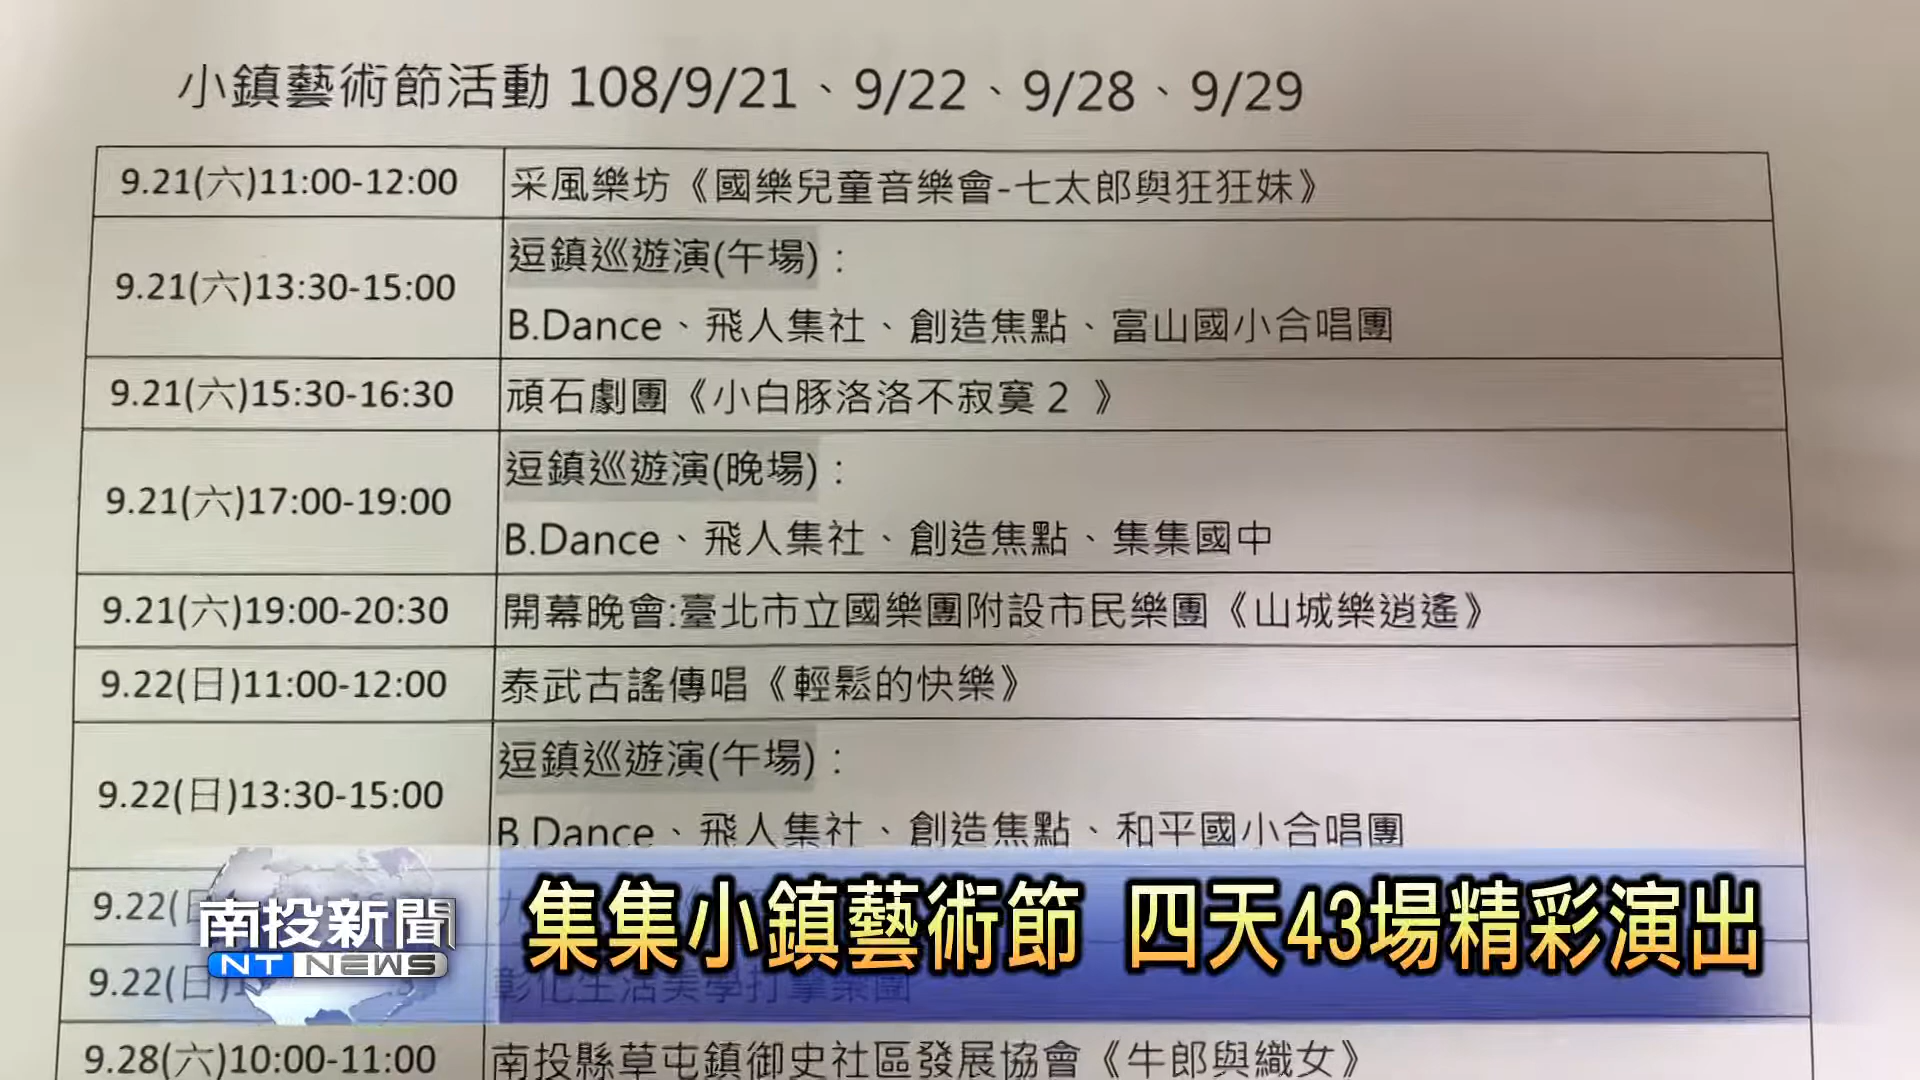 小鎮藝術節活動 108/9/21、9/22、9/28、9/29
9.21(六)11:00-12:00 采風樂坊《國樂兒童音樂會-七太郎與狂狂妹》
9.21(六)13:30-15:00 逗鎮巡遊演(午場)：
B.Dance、飛人集社、創造焦點、富山國小合唱團
9.21(六)15:30-16:30 頑石劇團《小白豚洛洛不寂寞2 》
9.21(六)17:00-19:00 逗鎮巡遊演(晚場)：
B.Dance、飛人集社、創造焦點、集集國中
9.21(六)19:00-20:30 開幕晚會:臺北市立國樂團附設市民樂團《山城樂逍遙》
9.22(日)11:00-12:00 泰武古謠傳唱《輕鬆的快樂》
9.22(日)13:30-15:00 逗鎮巡遊演(午場)：
B.Dance、飛人集社、創造焦點、和平國小合唱團
9.22(日
9.22(日) 彰化生活美學打擊樂團
9.28(六)10:00-11:00 南投縣草屯鎮御史社區發展協會《牛郎與織女》
南投新聞
NT NEWS
集集小鎮藝術節 四天43場精彩演出